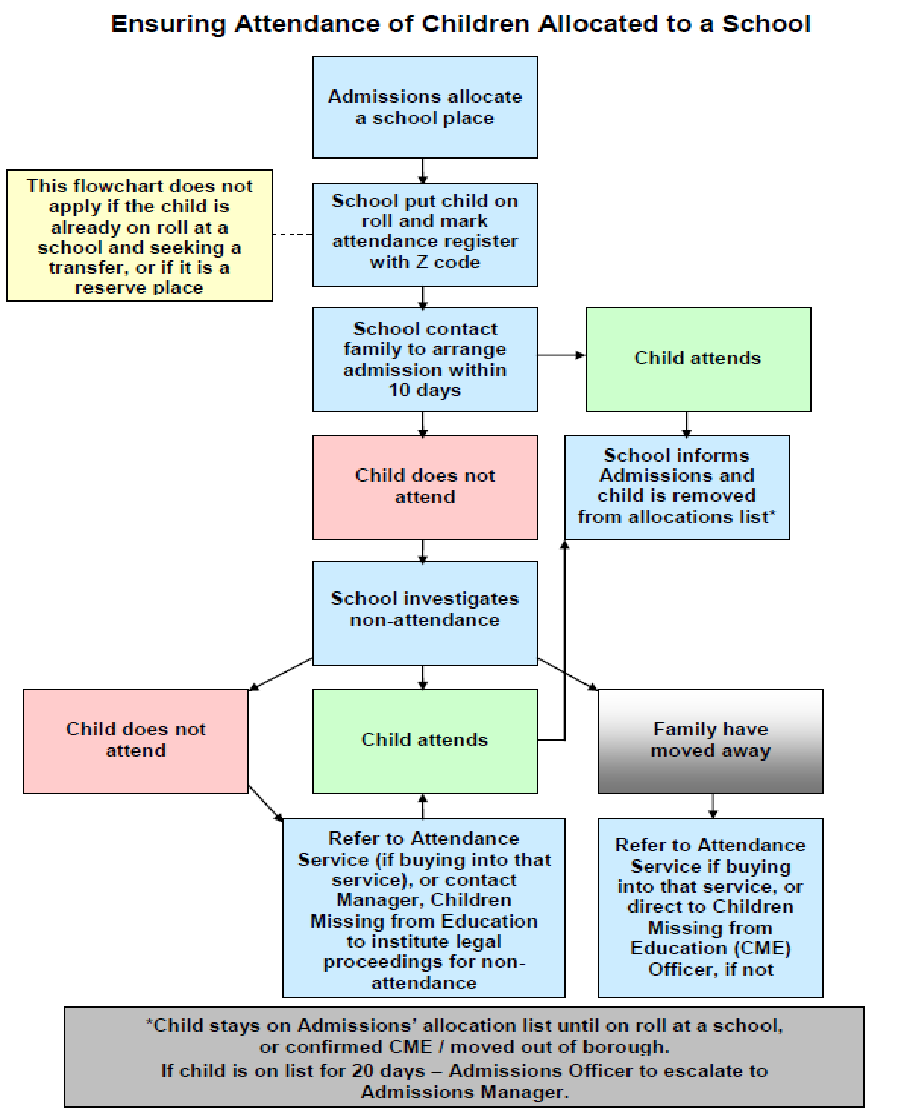 Ensuring Attendance of Children Allocated to a School
Admissions allocate
a school place
This flowchart does not
apply if the child is
already on roll at a
school and seeking a
transfer, or if it is a
reserve place
School put child on
roll and mark
attendance register
with Z code
School contact
family to arrange
admission within
10 days
Child attends
Child does not
attend
School informs
Admissions and
child is removed
from allocations list*
School investigates
non-attendance
Child does not
attend
Child attends
Family have
moved away
Refer to Attendance
Service (if buying into that
service), or contact
Manager, Children
Missing from Education
to institute legal
proceedings for non-
attendance
Refer to Attendance
Service if buying
into that service, or
direct to Children
Missing from
Education (CME)
Officer, if not
*Child stays on Admissions' allocation list until on roll at a school,
or confirmed CME / moved out of borough.
If child is on list for 20 days – Admissions Officer to escalate to
Admissions Manager.